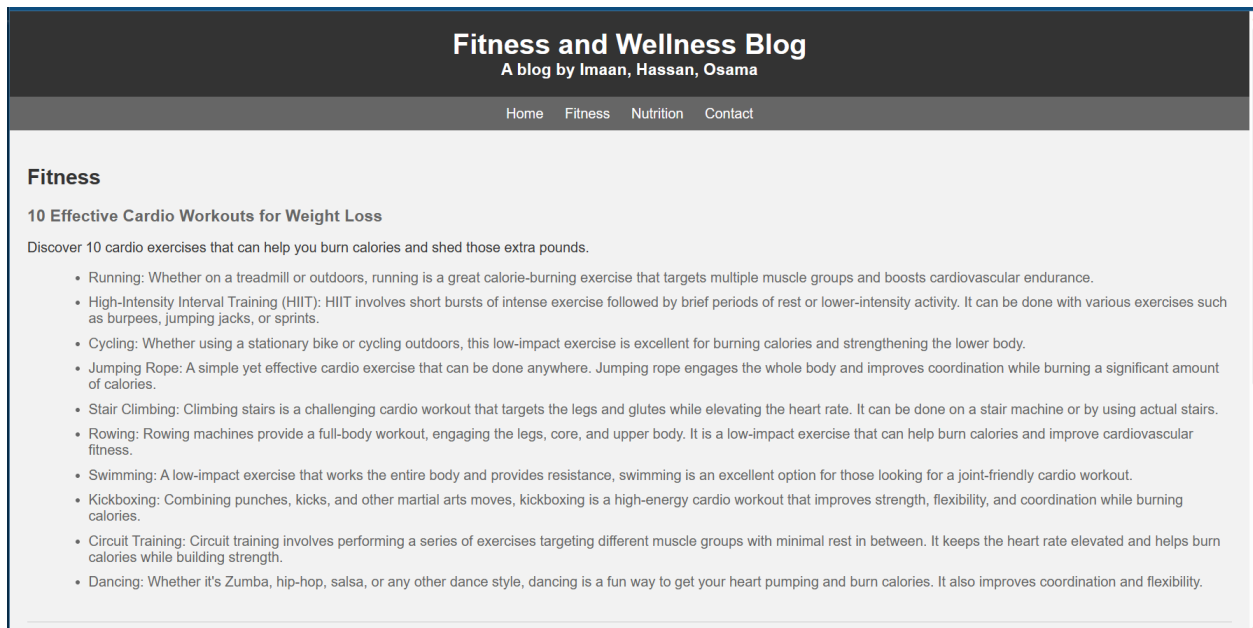 Fitness and Wellness Blog
A blog by Imaan, Hassan, Osama
Home Fitness Nutrition Contact
Fitness
10 Effective Cardio Workouts for Weight Loss
Discover 10 cardio exercises that can help you burn calories and shed those extra pounds.
• Running: Whether on a treadmill or outdoors, running is a great calorie-burning exercise that targets multiple muscle groups and boosts cardiovascular endurance.
• High-Intensity Interval Training (HIIT): HIIT involves short bursts of intense exercise followed by brief periods of rest or lower-intensity activity. It can be done with various exercises such
as burpees, jumping jacks, or sprints.
• Cycling: Whether using a stationary bike or cycling outdoors, this low-impact exercise is excellent for burning calories and strengthening the lower body.
• Jumping Rope: A simple yet effective cardio exercise that can be done anywhere. Jumping rope engages the whole body and improves coordination while burning a significant amount
of calories.
• Stair Climbing: Climbing stairs is a challenging cardio workout that targets the legs and glutes while elevating the heart rate. It can be done on a stair machine or by using actual stairs.
• Rowing: Rowing machines provide a full-body workout, engaging the legs, core, and upper body. It is a low-impact exercise that can help burn calories and improve cardiovascular
fitness.
• Swimming: A low-impact exercise that works the entire body and provides resistance, swimming is an excellent option for those looking for a joint-friendly cardio workout.
• Kickboxing: Combining punches, kicks, and other martial arts moves, kickboxing is a high-energy cardio workout that improves strength, flexibility, and coordination while burning
calories.
• Circuit Training: Circuit training involves performing a series of exercises targeting different muscle groups with minimal rest in between. It keeps the heart rate elevated and helps burn
calories while building strength.
• Dancing: Whether it's Zumba, hip-hop, salsa, or any other dance style, dancing is a fun way to get your heart pumping and burn calories. It also improves coordination and flexibility.